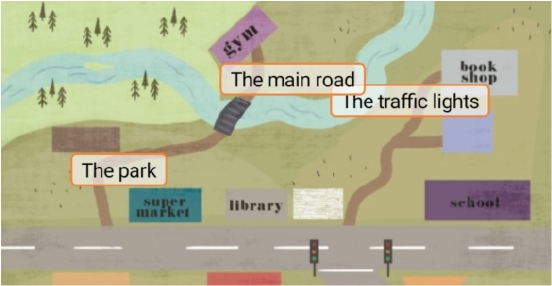 gym
The main road
book
shop
The traffic lights
The park
super
market
library
school